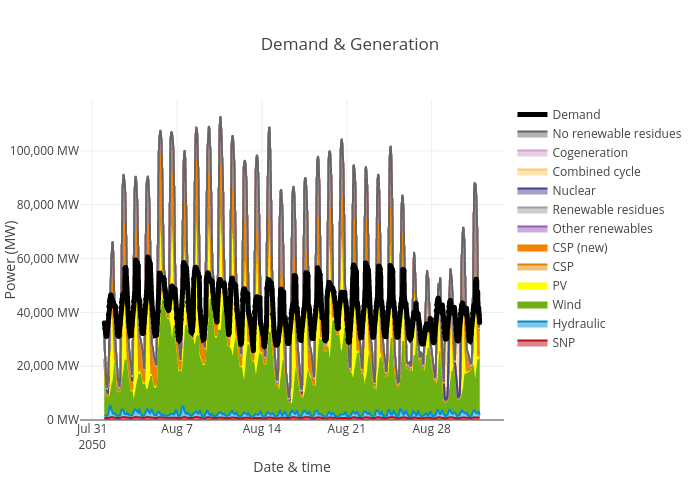 Demand & Generation
100,000 MW
80,000 MW
60,000 MW
40,000 MW
20,000 MW
0 MW
Power (MW)
Jul 31
2050
Aug 7
Aug 14
Aug 21
Aug 28
Date & time
Demand
No renewable residues
Cogeneration
Combined cycle
Nuclear
Renewable residues
Other renewables
CSP (new)
CSP
PV
Wind
Hydraulic
SNP